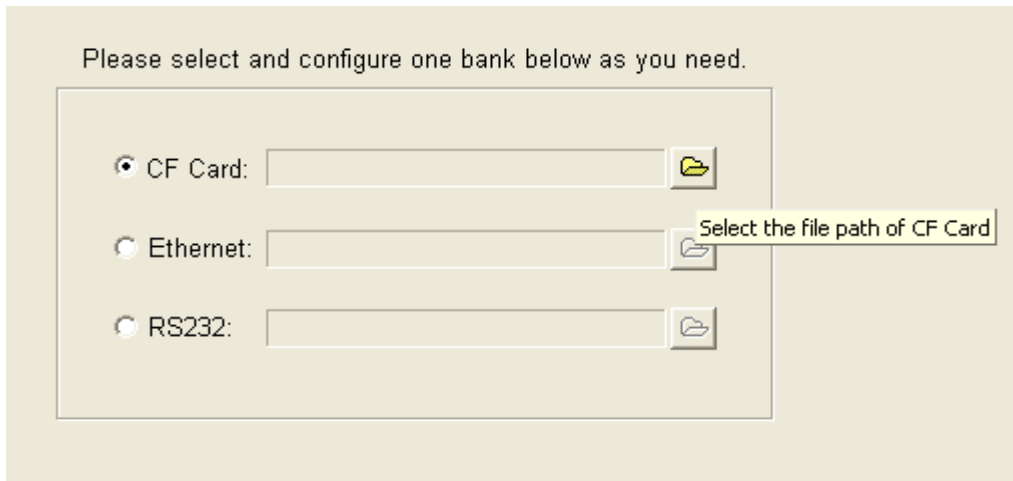 Please select and configure one bank below as you need.
CF Card:
Select the file path of CF Card
Ethernet:
RS232: